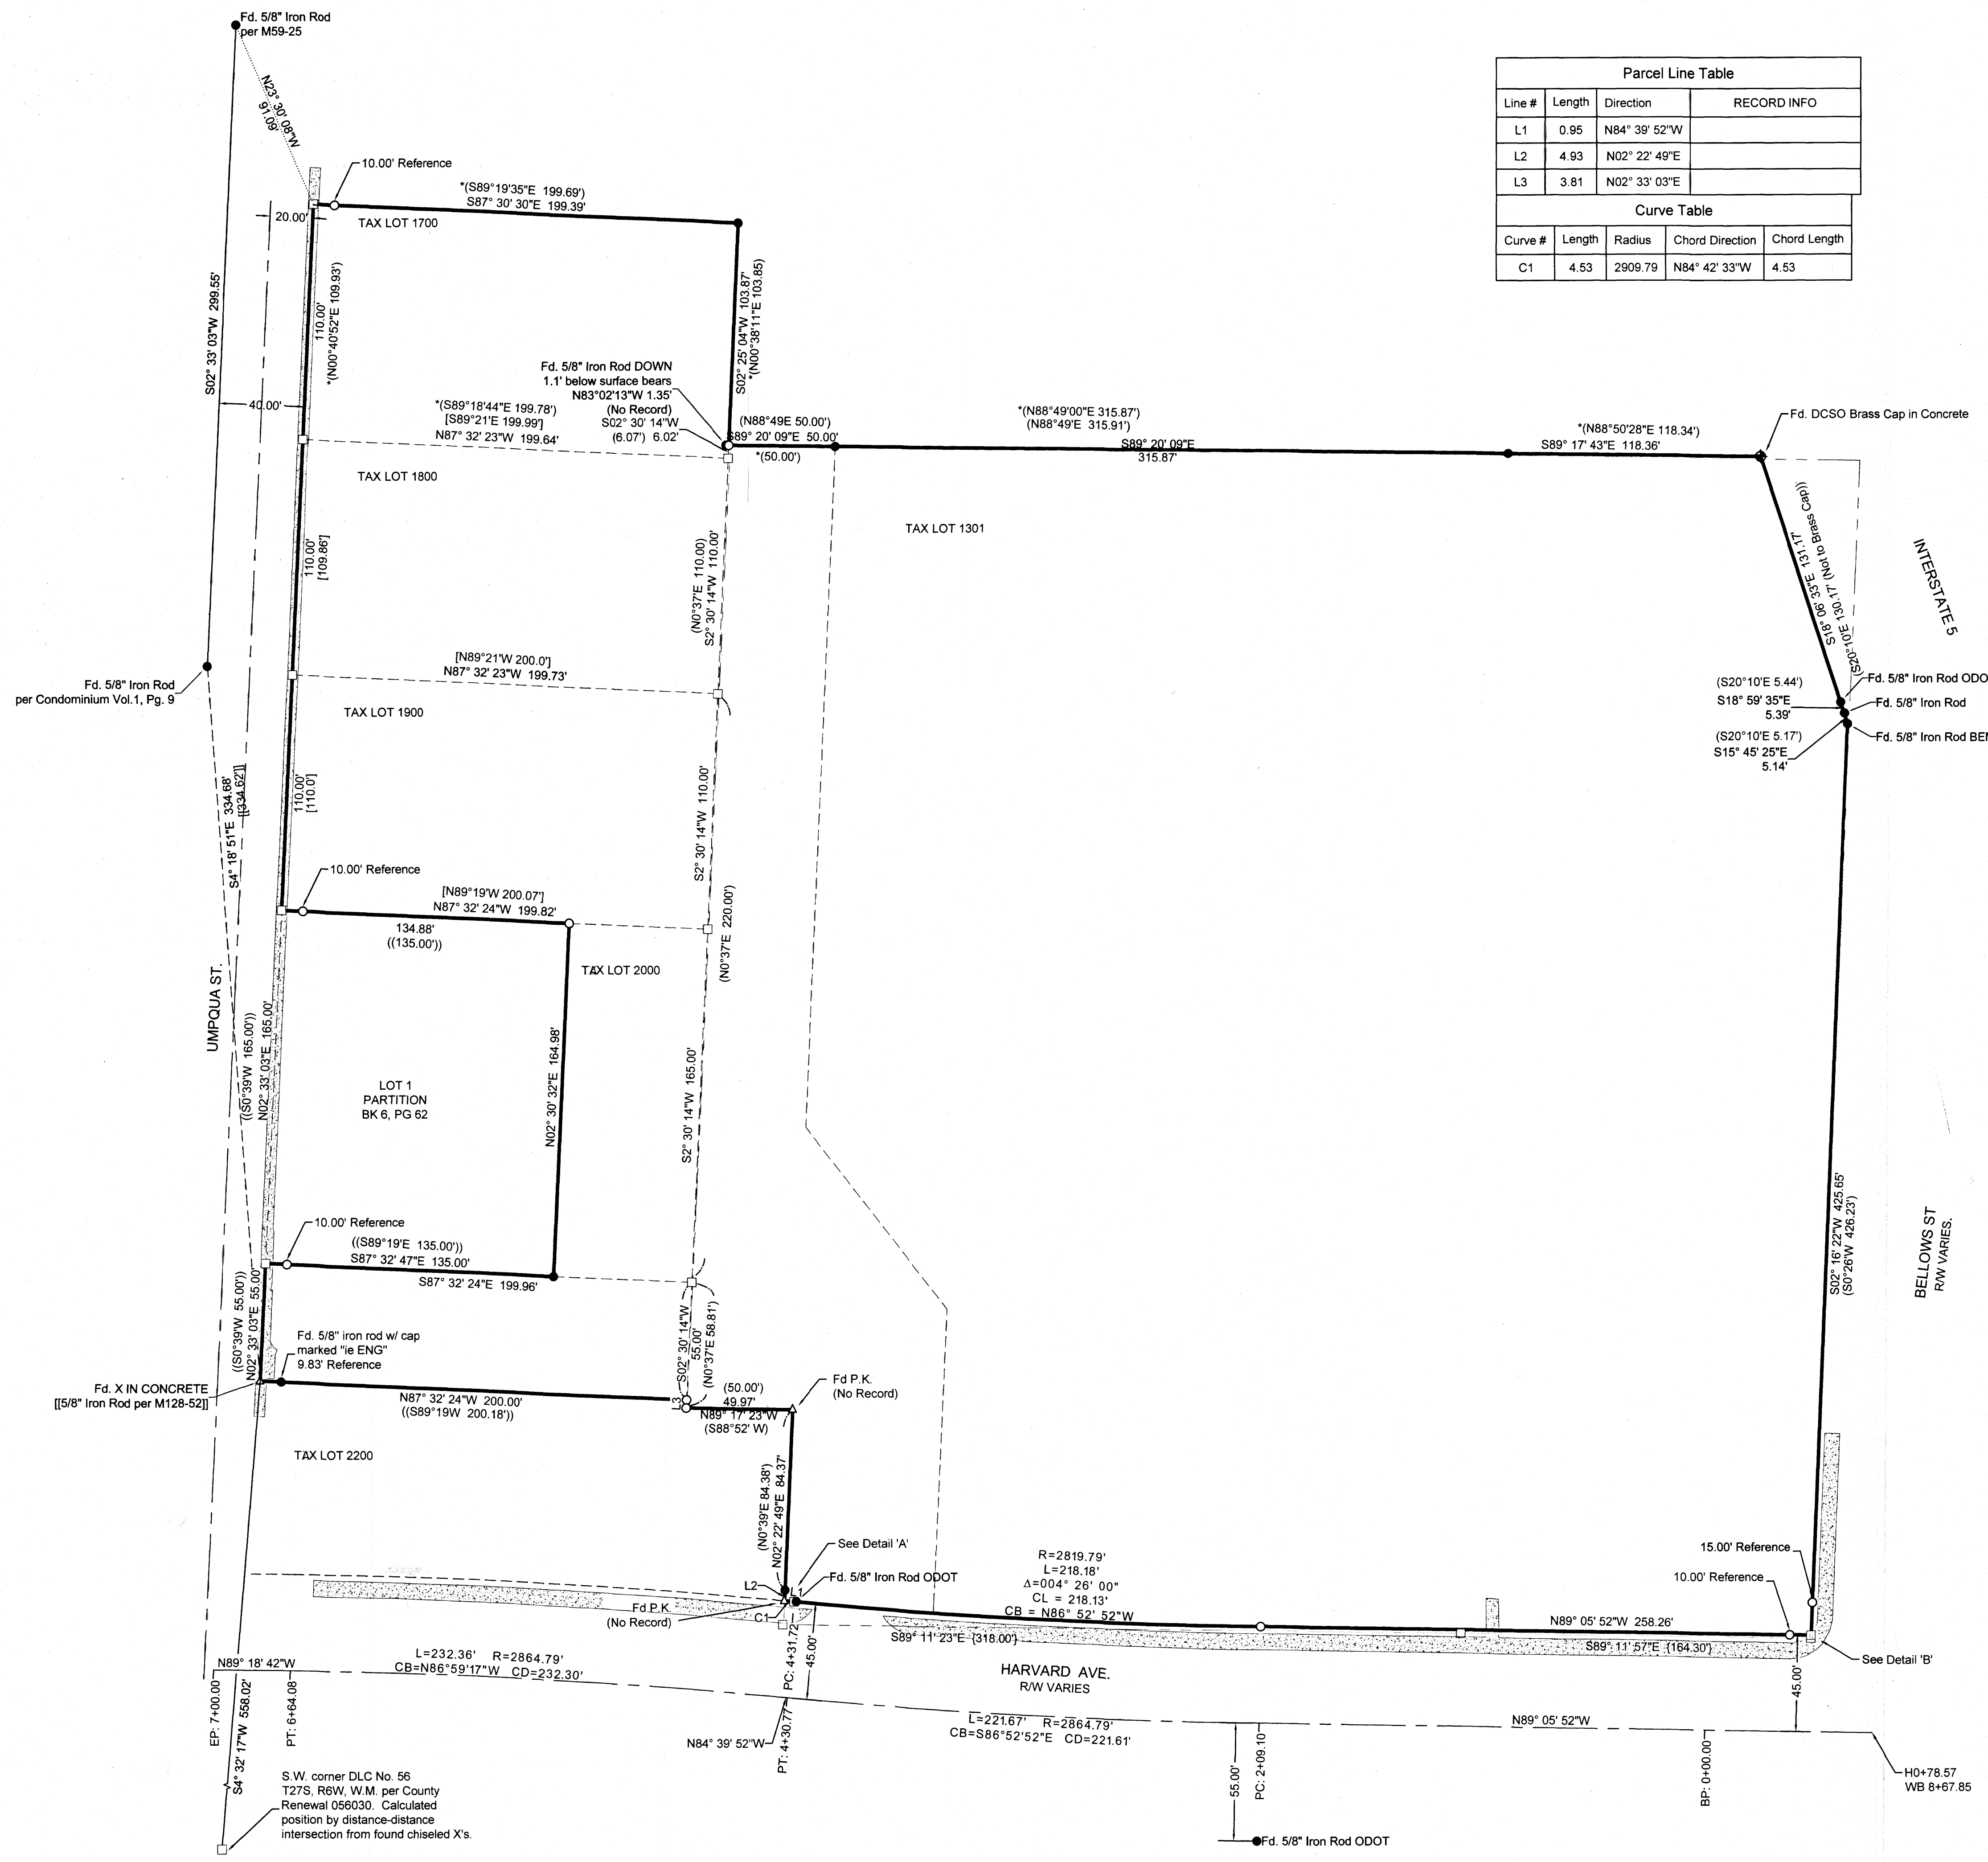 Fd. 5/8" Iron Rod
per M59-25
N23° 30' 08"W
91.09'
10.00' Reference
*(S89°19'35"E 199.69')
S87° 30' 30"E 199.39'
20.00'
TAX LOT 1700
S02° 33' 03"W 299.55'
110.00'
*(N00°40'52"E 109.93')
S02° 25' 04"W 103.87'
*(N00°38'11"E 103.85)
40.00'
Fd. 5/8" Iron Rod DOWN
1.1' below surface bears
N83°02'13"W 1.35'
(No Record)
S02° 30' 14"W
(6.07') 6.02'
*(S89°18'44"E 199.78')
[S89°21'E 199.99']
N87° 32' 23"W 199.64'
(N88°49E 50.00')
S89° 20' 09"E 50.00'
*(50.00')
*(N88°49'00"E 315.87')
(N88°49'E 315.91')
S89° 20' 09"E
315.87'
*(N88°50'28"E 118.34')
S89° 17' 43"E 118.36'
Fd. DCSO Brass Cap in Concrete
Parcel Line Table
Line # Length Direction RECORD INFO
L1 0.95 N84° 39' 52"W
L2 4.93 N02° 22' 49"E
L3 3.81 N02° 33' 03"E
Curve Table
Curve # Length Radius Chord Direction Chord Length
C1 4.53 2909.79 N84° 42' 33"W 4.53
TAX LOT 1800
TAX LOT 1301
110.00'
[109.86']
(N0°37'E 110.00)
S2° 30' 14"W 110.00'
S18° 06' 33"E 131.17'
(S20°10'E 130.17' (Not to Brass Cap))
INTERSTATE 5
[N89°21'W 200.0']
N87° 32' 23"W 199.73'
Fd. 5/8" Iron Rod
per Condominium Vol.1, Pg. 9
TAX LOT 1900
(S20°10'E 5.44')
S18° 59' 35"E
5.39'
Fd. 5/8" Iron Rod ODO
Fd. 5/8" Iron Rod
(S20°10'E 5.17')
S15° 45' 25"E
5.14'
Fd. 5/8" Iron Rod BE
110.00'
[110.0']
S4° 18' 51"E 334.68'
[[334.62']]
S2° 30' 14"W 110.00'
10.00' Reference
[N89°19'W 200.07']
N87° 32' 24"W 199.82'
134.88'
((135.00'))
(N0°37'E 220.00')
TAX LOT 2000
UMPQUA ST.
((S0°39'W 165.00'))
N02° 33' 03"E 165.00'
N02° 30' 32"E 164.98'
S2° 30' 14"W 165.00'
LOT 1
PARTITION
BK 6, PG 62
10.00' Reference
((S89°19'E 135.00'))
S87° 32' 47"E 135.00'
S87° 32' 24"E 199.96'
S02° 16' 22"W 425.65'
(S0°26'W 426.23')
BELLOWS ST
R/W VARIES.
((S0°39'W 55.00'))
N02° 33' 03"E 55.00'
Fd. 5/8" iron rod w/ cap
marked "ie ENG"
9.83' Reference
S02° 30' 14"W
55.00'
(N0°37'E 58.81')
Fd. X IN CONCRETE
[[5/8" Iron Rod per M128-52]]
N87° 32' 24"W 200.00'
((S89°19W 200.18'))
L3
(50.00')
49.97'
N89° 17' 23"W
(S88°52' W)
Fd P.K.
(No Record)
TAX LOT 2200
(N0°39'E 84.38')
N02° 22' 49"E 84.37'
See Detail 'A'
L2
L1
Fd. 5/8" Iron Rod ODOT
Fd P.K.
(No Record)
C1
R=2819.79'
L=218.18'
Δ=004° 26' 00"
CL = 218.13'
CB = N86° 52' 52"W
S89° 11' 23"E {318.00'}
15.00' Reference
10.00' Reference
N89° 05' 52"W 258.26'
S89° 11' 57"E {164.30'}
See Detail 'B'
N89° 18' 42"W
L=232.36' R=2864.79'
CB=N86°59'17"W CD=232.30'
PC: 4+31.72'
45.00'
HARVARD AVE.
R/W VARIES
45.00'
EP: 7+00.00'
S4° 32' 17"W 558.02'
PT: 6+64.08'
N84° 39' 52"W
PT: 4+30.77'
L=221.67' R=2864.79'
CB=S86°52'52"E CD=221.61'
N89° 05' 52"W
55.00'
PC: 2+09.10'
BP: 0+00.00'
H0+78.57
WB 8+67.85
S.W. corner DLC No. 56
T27S, R6W, W.M. per County
Renewal 056030. Calculated
position by distance-distance
intersection from found chiseled X's.
Fd. 5/8" Iron Rod ODOT